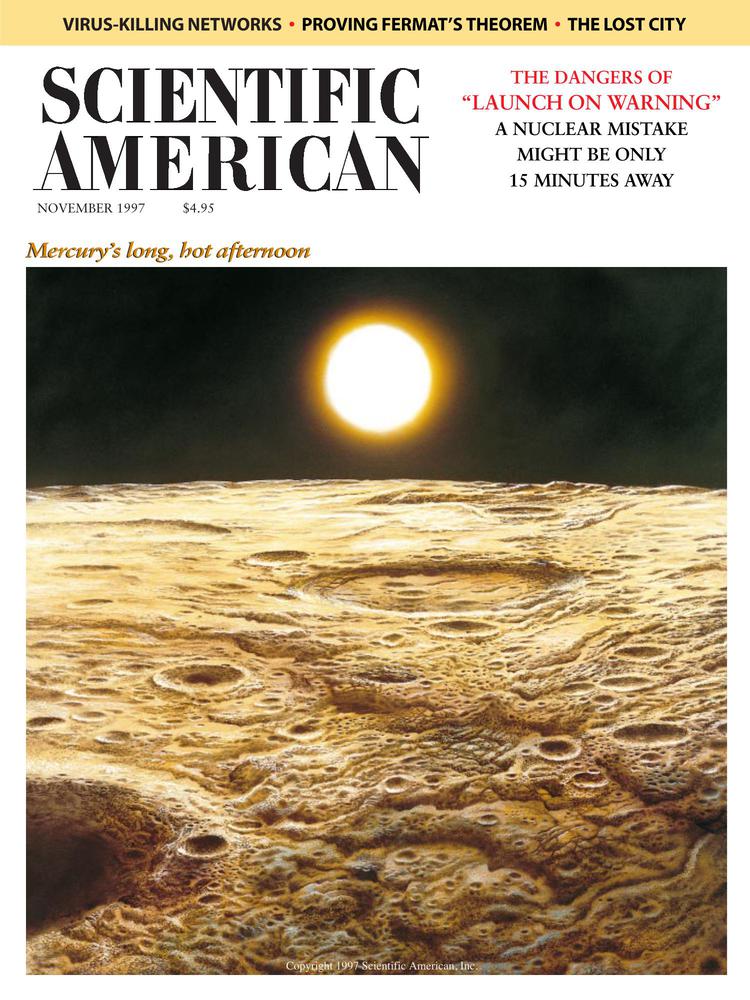 VIRUS-KILLING NETWORKS • PROVING FERMAT’S THEOREM • THE LOST CITY
SCIENTIFIC
AMERICAN
NOVEMBER 1997 $4.95
THE DANGERS OF
“LAUNCH ON WARNING”
A NUCLEAR MISTAKE
MIGHT BE ONLY
15 MINUTES AWAY
Mercury’s long, hot afternoon
Copyright 1997 Scientific American, Inc.